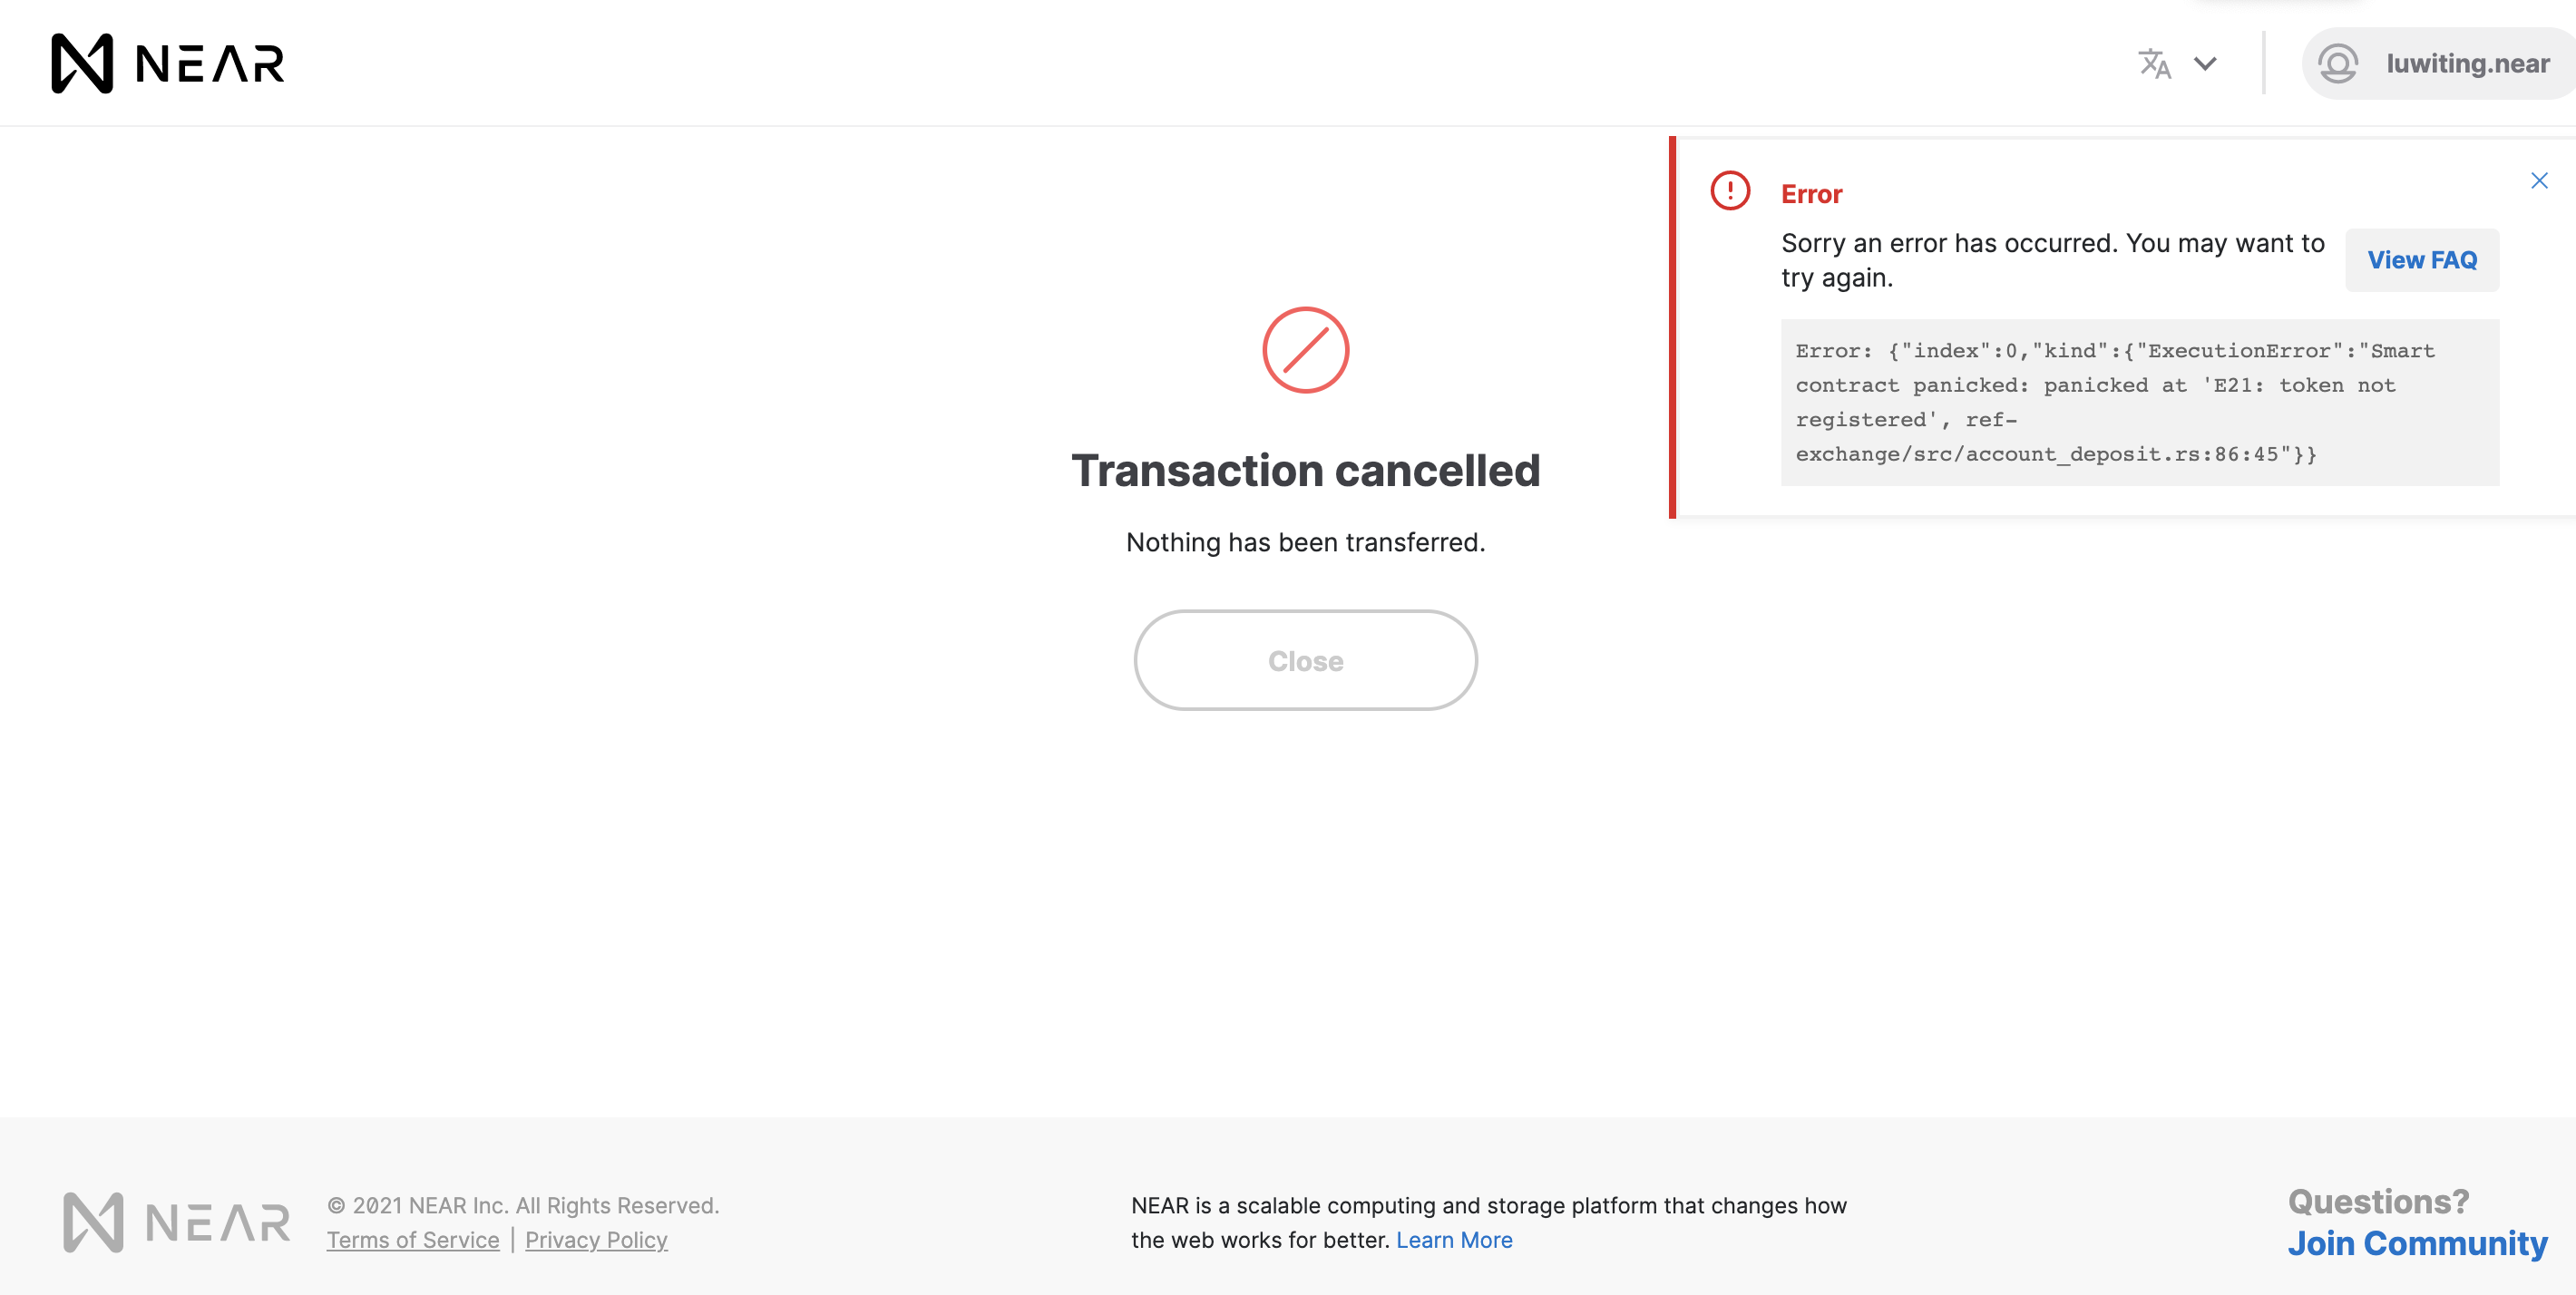 NEAR
luwiting.near
Error
Sorry an error has occurred. You may want to
try again.
View FAQ
Error: {"index":0,"kind":{"ExecutionError":"Smart
contract panicked: panicked at 'E21: token not
registered', ref-
exchange/src/account_deposit.rs:86:45"}}
Transaction cancelled
Nothing has been transferred.
Close
NEAR
© 2021 NEAR Inc. All Rights Reserved.
Terms of Service | Privacy Policy
NEAR is a scalable computing and storage platform that changes how
the web works for better. Learn More
Questions?
Join Community